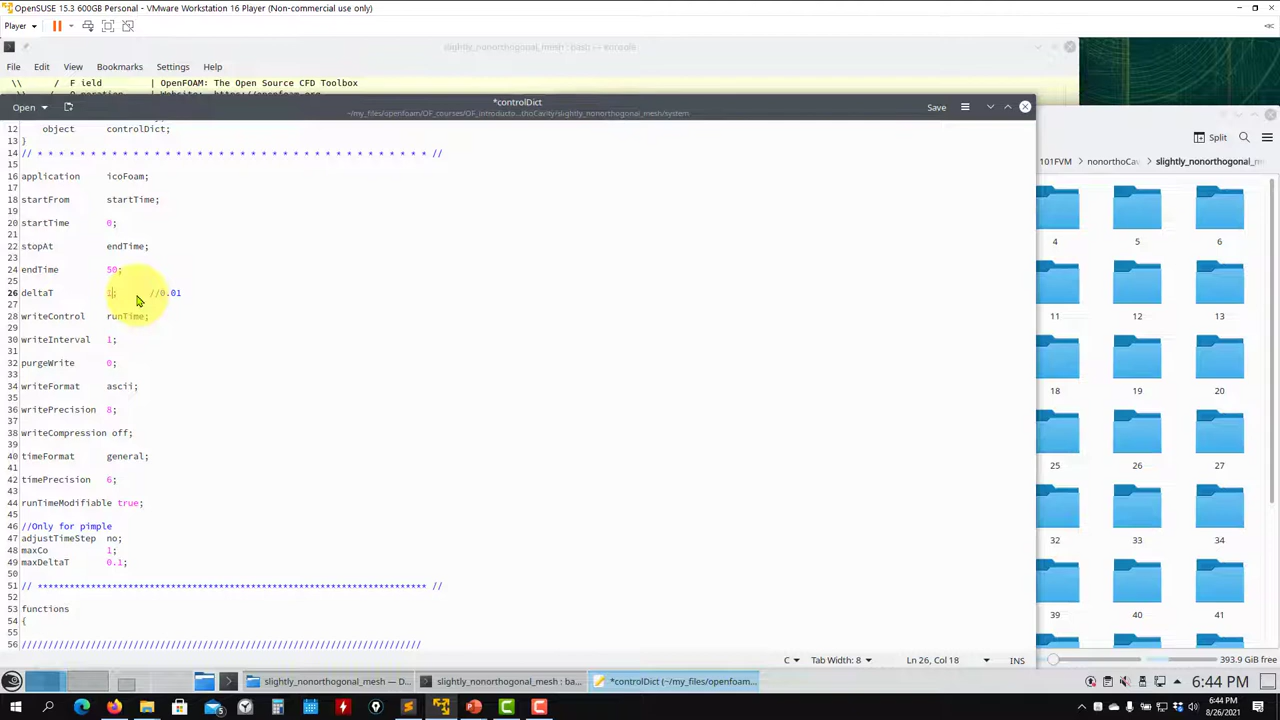 OpenSUSE 15.3 600GB Personal - VMware Workstation 16 Player (Non-commercial use only)
Player
slightly_nonorthogonal_mesh : bash — Konsole
File Edit View Bookmarks Settings Help
\\ / F ield | OpenFOAM: The Open Source CFD Toolbox
Open
*controlDict
Save
Split
101FVM nonorthoCav slightly_nonorthogonal_m
12 object controlDict;
13 }
14 // * * * * * * * * * * * * * * * * * * * * * * * * * * * * * * * * * * * * * //
15
16 application icoFoam;
17
18 startFrom startTime;
19
20 startTime 0;
21
22 stopAt endTime;
23
24 endTime 50;
25
26 deltaT 1; //0.01
27
28 writeControl runTime;
29
30 writeInterval 1;
31
32 purgeWrite 0;
33
34 writeFormat ascii;
35
36 writePrecision 8;
37
38 writeCompression off;
39
40 timeFormat general;
41
42 timePrecision 6;
43
44 runTimeModifiable true;
45
46 //Only for pimple
47 adjustTimeStep no;
48 maxCo 1;
49 maxDeltaT 0.1;
50
51 // ************************************************************************* //
52
53 functions
54 {
55
56 ///////////////////////////////////////////////////////////////////////////
4 5 6
11 12 13
18 19 20
25 26 27
32 33 34
39 40 41
C Tab Width: 8 Ln 26, Col 18 INS
393.9 GiB free
slightly_nonorthogonal_mesh — D...
slightly_nonorthogonal_mesh : ba...
*controlDict (~/my_files/openfoam...
6:44 PM
6:44 PM
8/26/2021